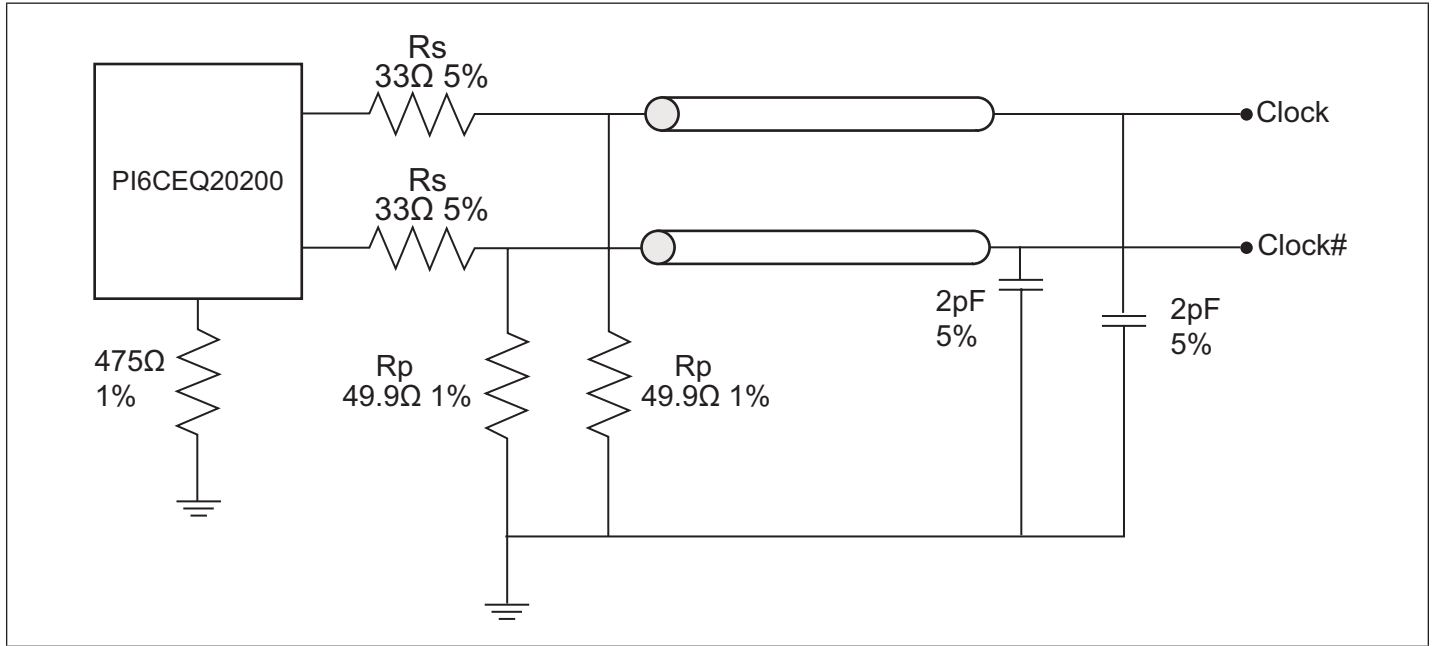 Rs
33Ω 5%
Clock
PI6CEQ20200
Rs
33Ω 5%
Clock#
2pF
5%
2pF
5%
475Ω
1%
Rp
49.9Ω 1%
Rp
49.9Ω 1%